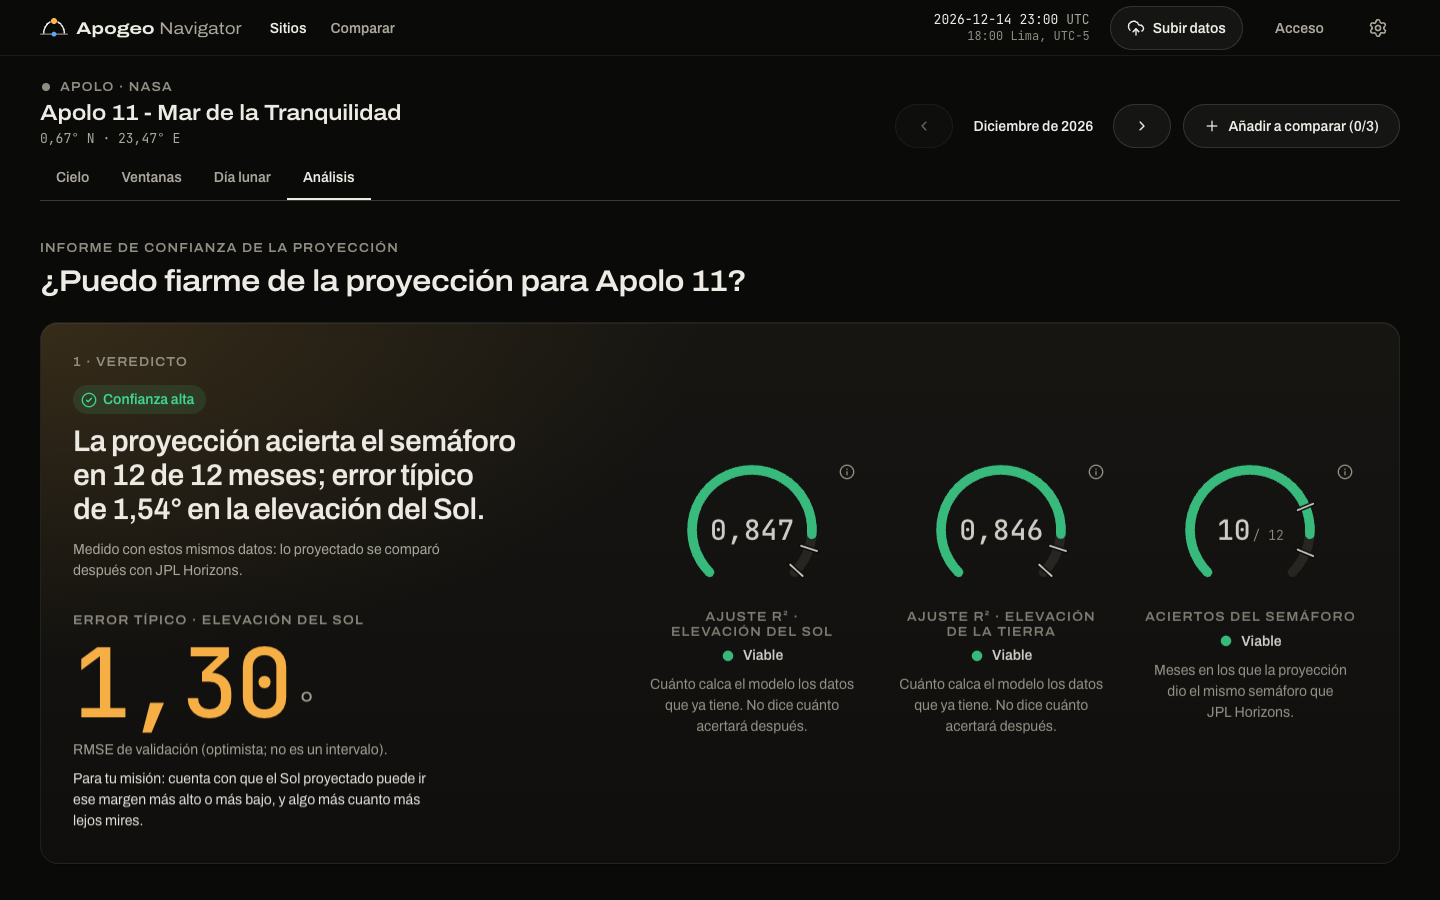 Apogeo Navigator
Sitios
Comparar
2026-12-14 23:00 UTC
18:00 Lima, UTC-5
Subir datos
Acceso
APOLO · NASA
Apolo 11 - Mar de la Tranquilidad
0,67° N · 23,47° E
Diciembre de 2026
Añadir a comparar (0/3)
Cielo
Ventanas
Día lunar
Análisis
INFORME DE CONFIANZA DE LA PROYECCIÓN
¿Puedo fiarme de la proyección para Apolo 11?
1 · VEREDICTO
Confianza alta
La proyección acierta el semáforo
en 12 de 12 meses; error típico
de 1,54° en la elevación del Sol.
Medido con estos mismos datos: lo proyectado se comparó
después con JPL Horizons.
ERROR TÍPICO · ELEVACIÓN DEL SOL
1,30°
RMSE de validación (optimista; no es un intervalo).
Para tu misión: cuenta con que el Sol proyectado puede ir
ese margen más alto o más bajo, y algo más cuanto más
lejos mires.
0,847
AJUSTE R² ·
ELEVACIÓN DEL SOL
Viable
Cuánto calca el modelo los datos
que ya tiene. No dice cuánto
acertará después.
0,846
AJUSTE R² · ELEVACIÓN
DE LA TIERRA
Viable
Cuánto calca el modelo los datos
que ya tiene. No dice cuánto
acertará después.
10 / 12
ACIERTOS DEL SEMÁFORO
Viable
Meses en los que la proyección
dio el mismo semáforo que
JPL Horizons.